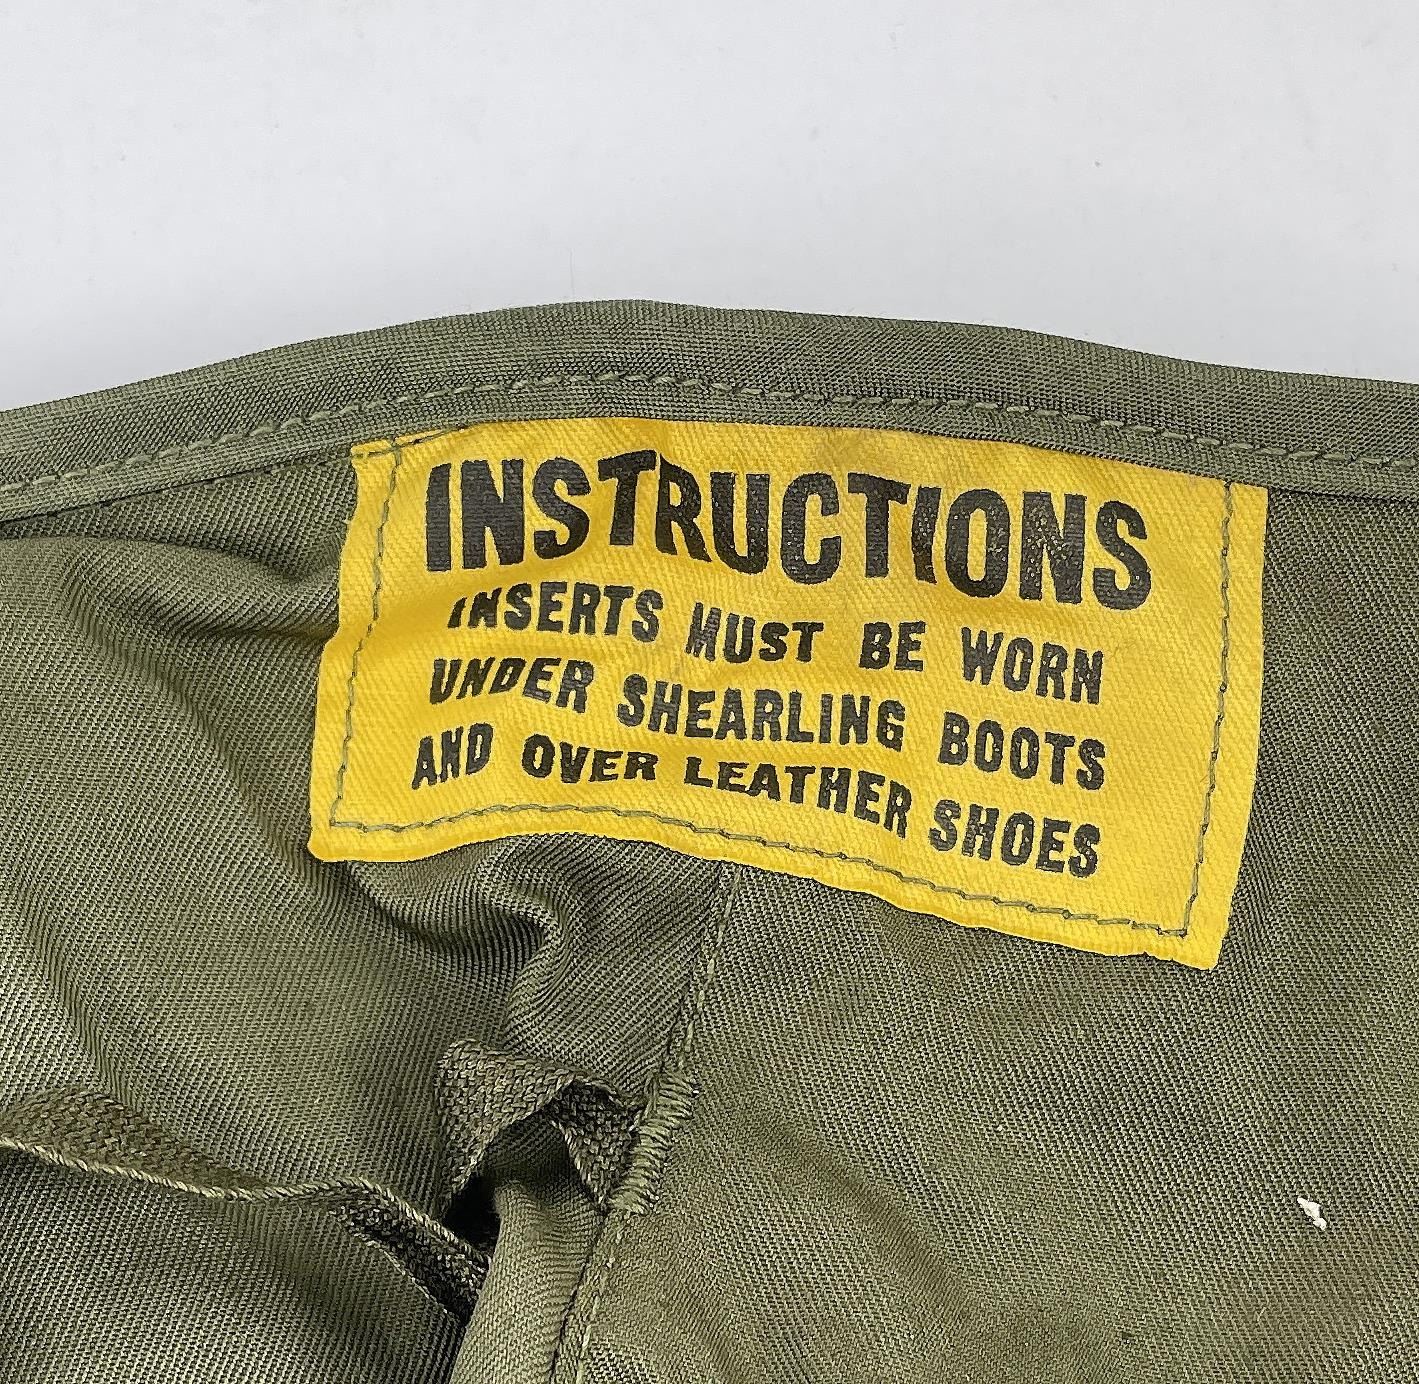 INSTRUCTIONS
INSERTS MUST BE WORN
UNDER SHEARLING BOOTS
AND OVER LEATHER SHOES